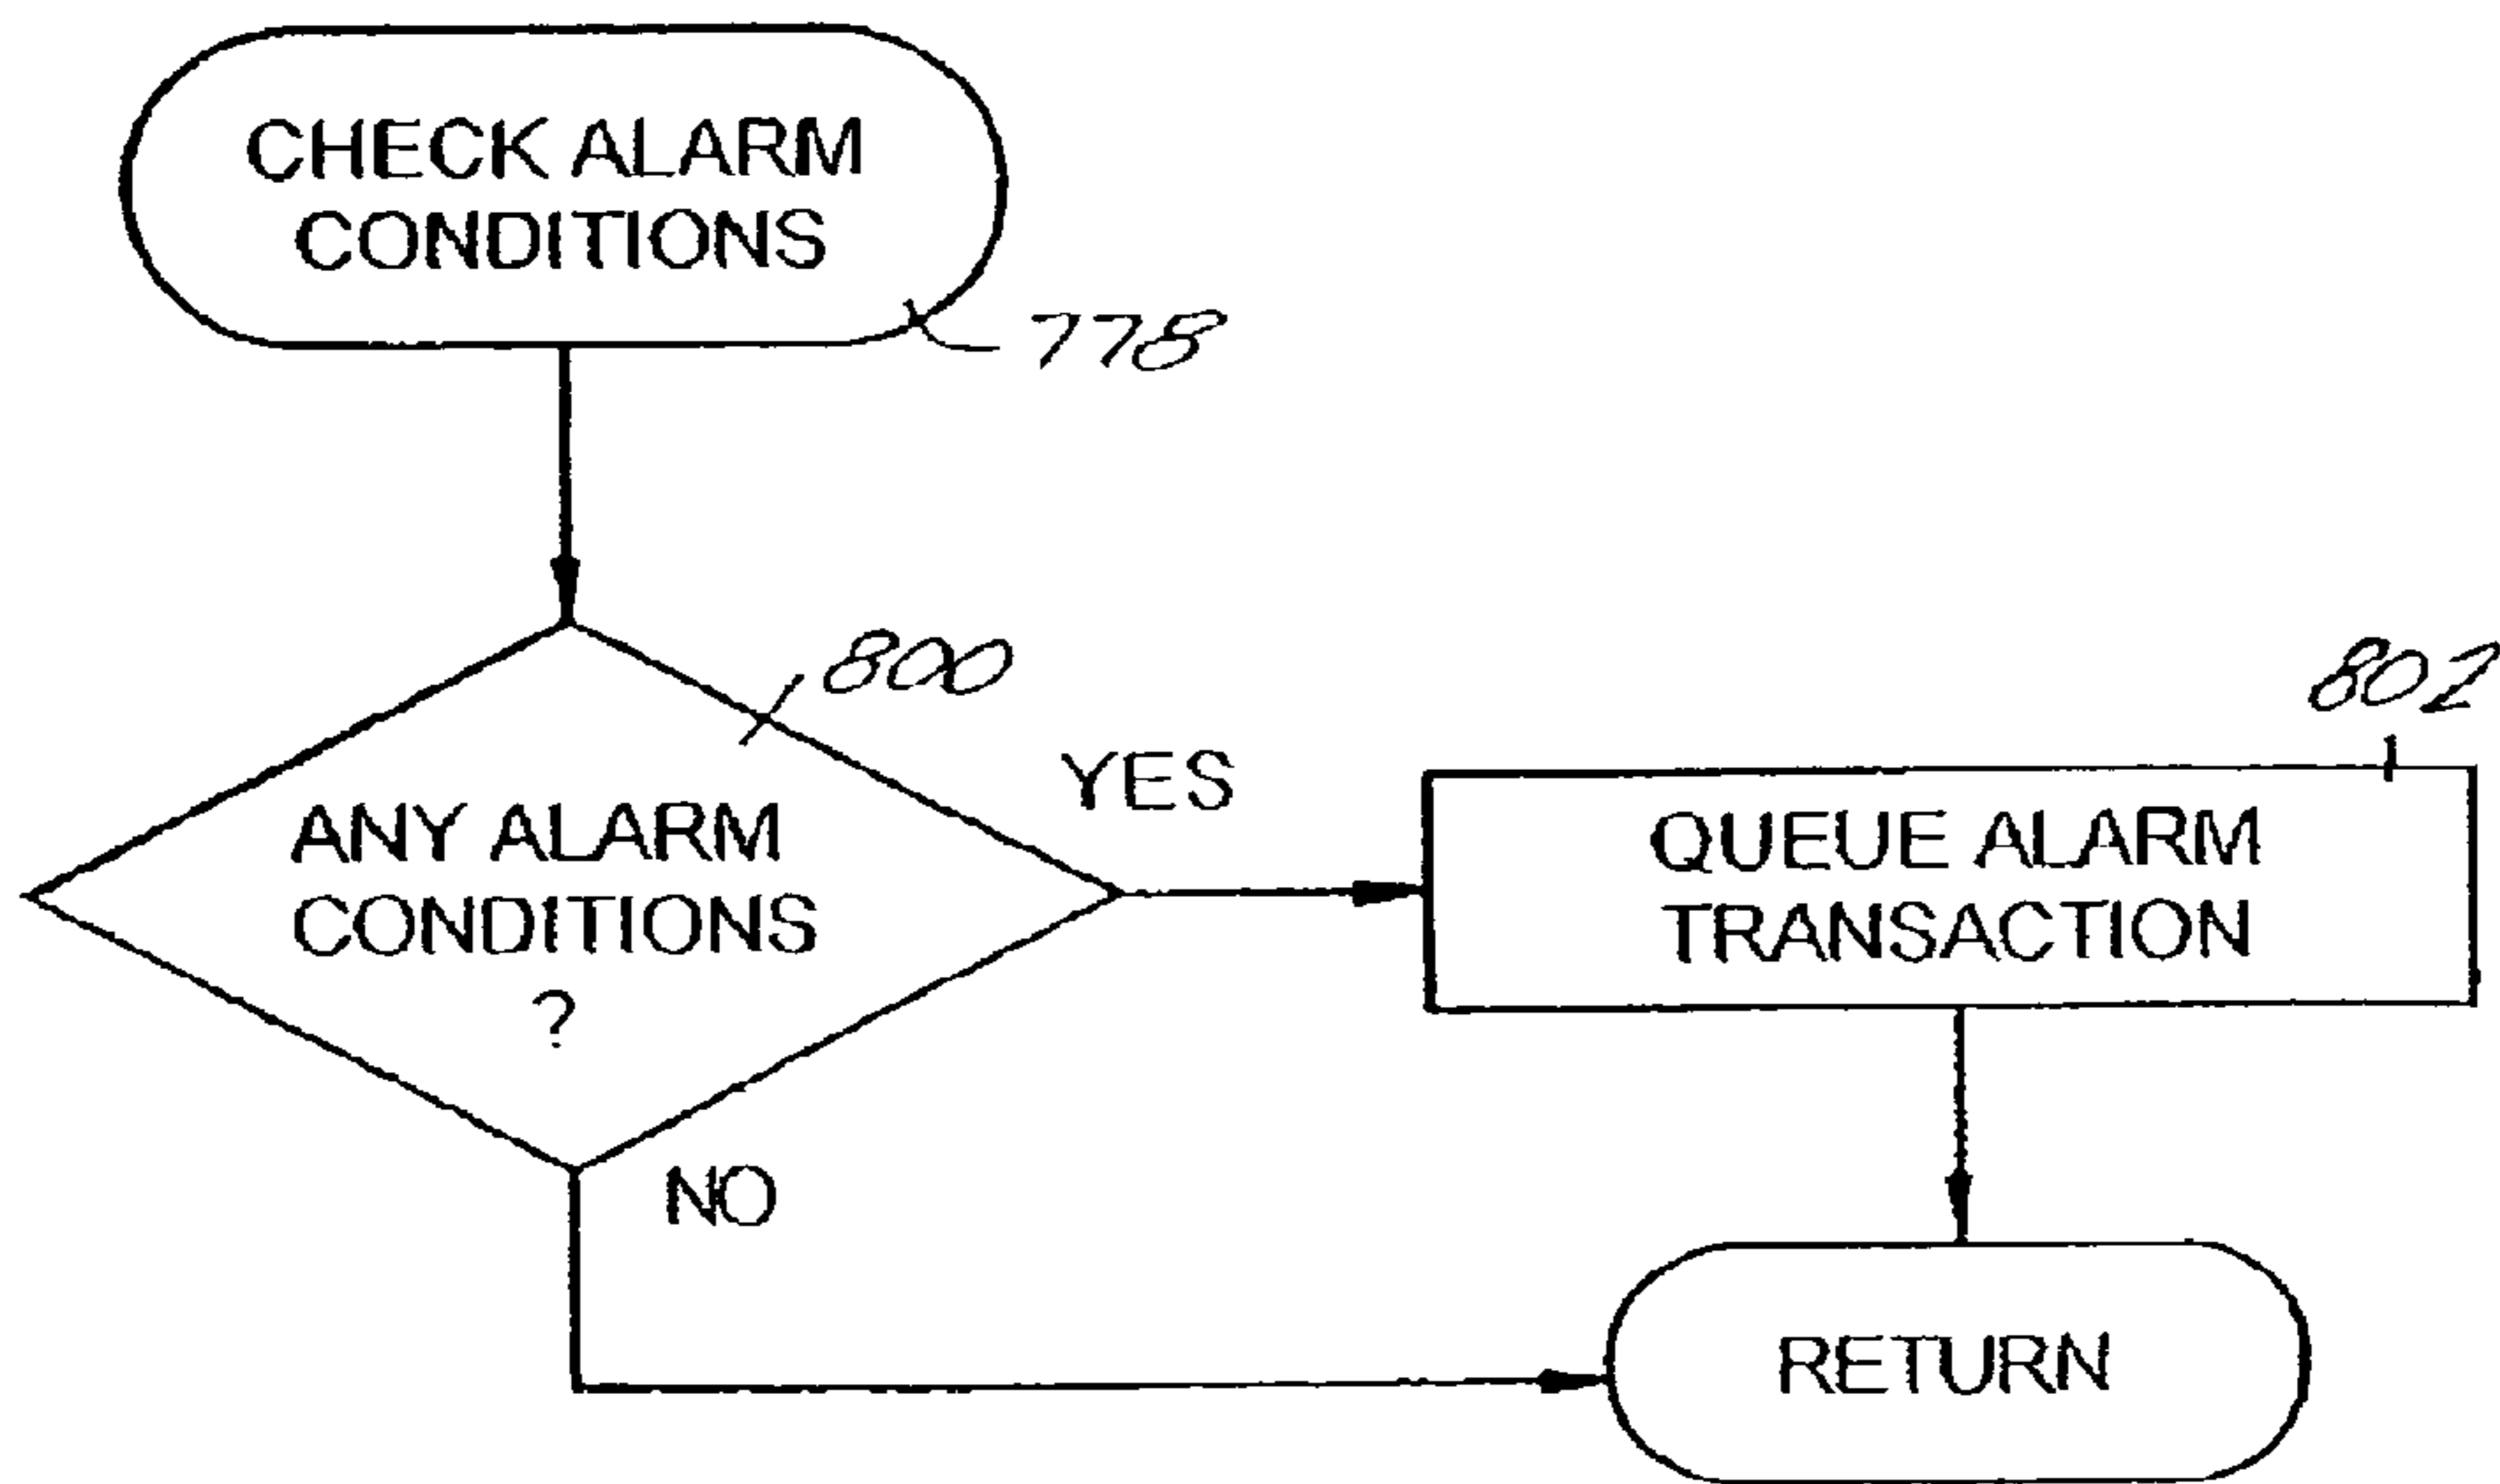 CHECK ALARM
CONDITIONS
778
800
802
YES
ANY ALARM
CONDITIONS
?
QUEUE ALARM
TRANSACTION
NO
RETURN